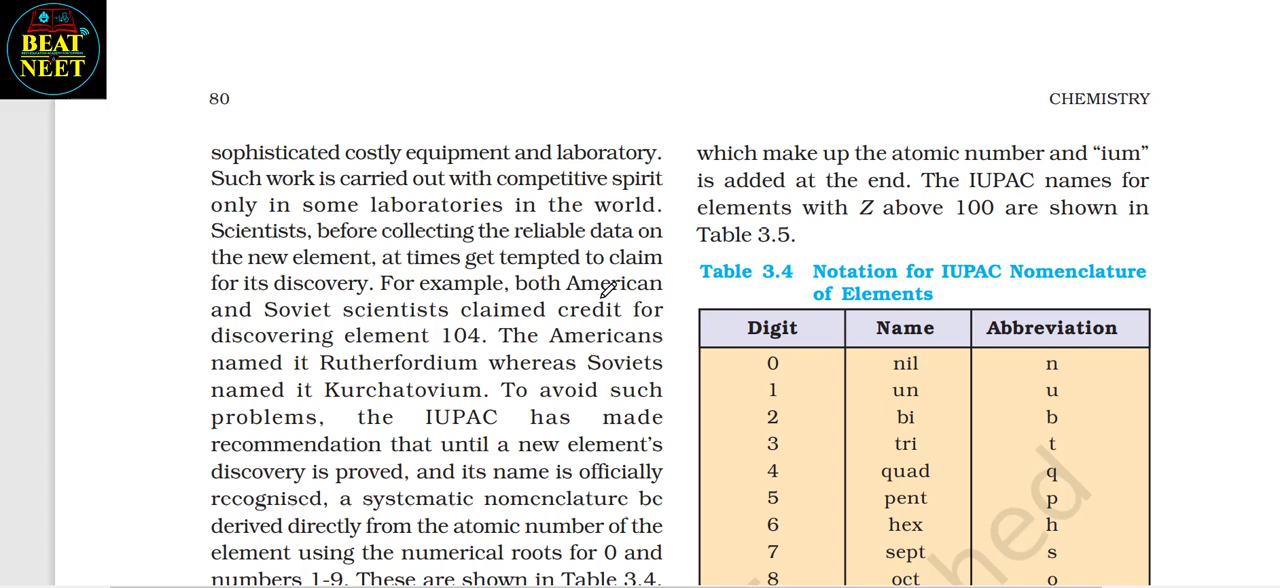 BEAT
NEET
80
CHEMISTRY
sophisticated costly equipment and laboratory.
Such work is carried out with competitive spirit
only in some laboratories in the world.
Scientists, before collecting the reliable data on
the new element, at times get tempted to claim
for its discovery. For example, both American
and Soviet scientists claimed credit for
discovering element 104. The Americans
named it Rutherfordium whereas Soviets
named it Kurchatovium. To avoid such
problems, the IUPAC has made
recommendation that until a new element's
discovery is proved, and its name is officially
recognised, a systematic nomenclature be
derived directly from the atomic number of the
element using the numerical roots for 0 and
numbers 1-9. These are shown in Table 3.4.
which make up the atomic number and “ium”
is added at the end. The IUPAC names for
elements with Z above 100 are shown in
Table 3.5.
Table 3.4 Notation for IUPAC Nomenclature
of Elements
Digit Name Abbreviation
0 nil n
1 un u
2 bi b
3 tri t
4 quad q
5 pent p
6 hex h
7 sept s
8 oct o
hed